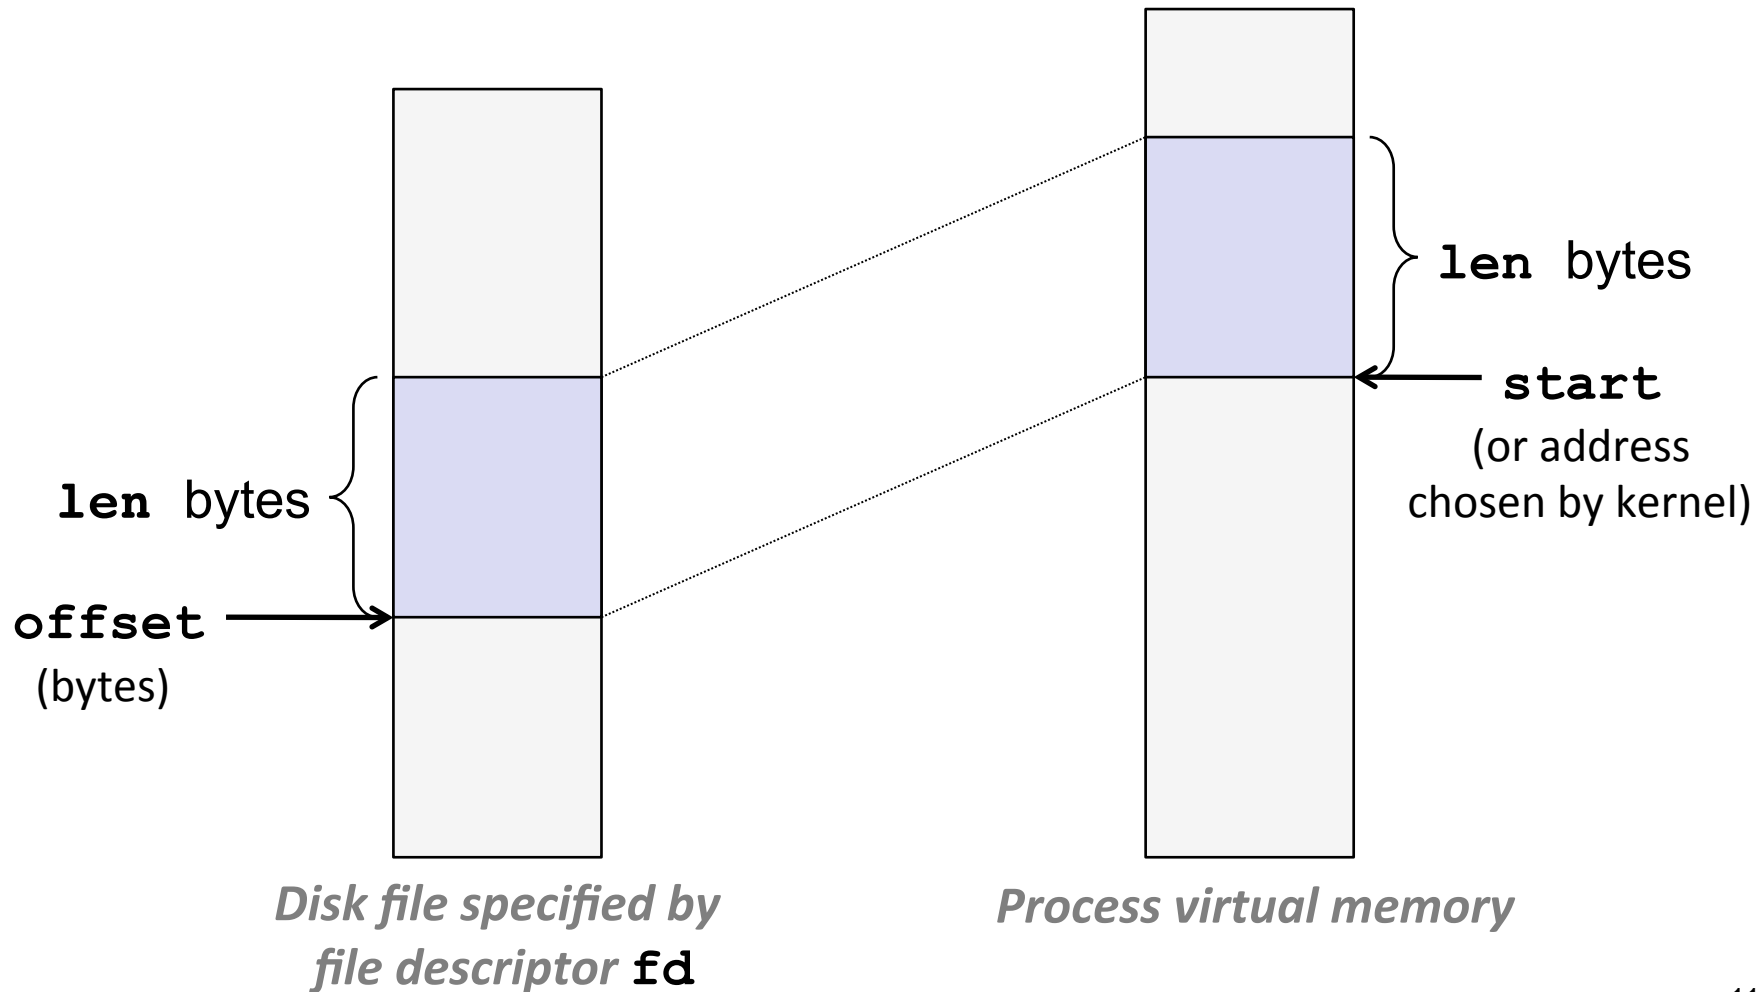 len bytes
start
(or address
chosen by kernel)
len bytes
offset
(bytes)
Disk file specified by
file descriptor fd
Process virtual memory